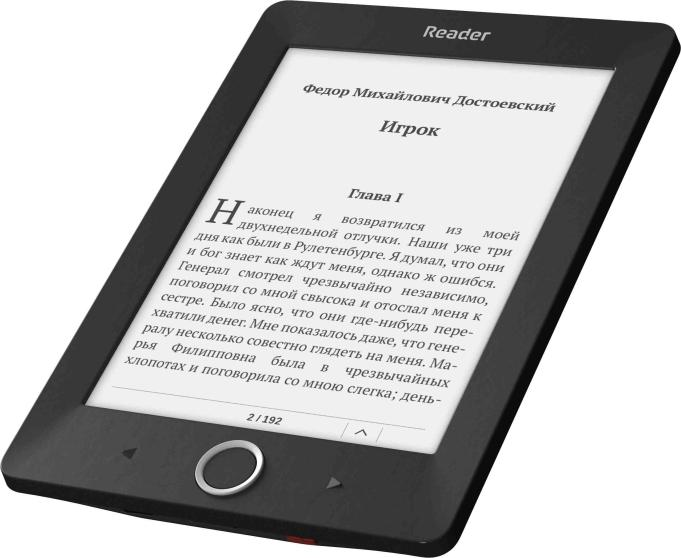 Reader
Федор Михайлович Достоевский
Игрок
Глава I
Наконец я возвратился из моей
двухнедельной отлучки. Наши уже три
дня как были в Рулетенбурге. Я думал, что они
и бог знает как ждут меня, однако ж ошибся.
Генерал смотрел чрезвычайно независимо,
поговорил со мной свысока и отослал меня к
сестре. Было ясно, что они где-нибудь пере-
хватили денег. Мне показалось даже, что гене-
ралу несколько совестно глядеть на меня. Ма-
рья Филипповна была в чрезвычайных
хлопотах и поговорила со мною слегка; день-
2 / 192